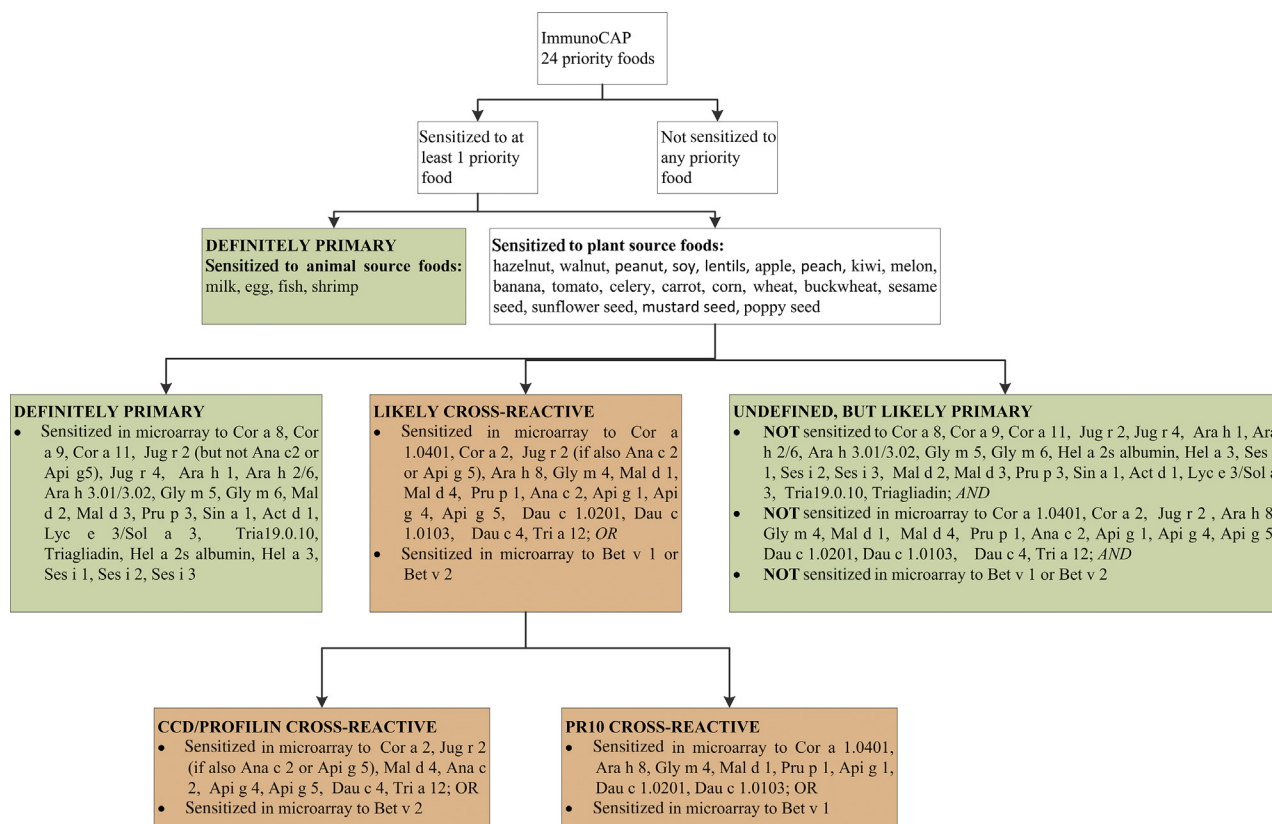 ImmunoCAP
24 priority foods
Sensitized to at
least 1 priority
food
Not sensitized to
any priority
food
DEFINITELY PRIMARY
Sensitized to animal source foods:
milk, egg, fish, shrimp
Sensitized to plant source foods:
hazelnut, walnut, peanut, soy, lentils, apple, peach, kiwi, melon,
banana, tomato, celery, carrot, corn, wheat, buckwheat, sesame
seed, sunflower seed, mustard seed, poppy seed
DEFINITELY PRIMARY
• Sensitized in microarray to Cor a 8, Cor
a 9, Cor a 11, Jug r 2 (but not Ana c2 or
Api g5), Jug r 4, Ara h 1, Ara h 2/6,
Ara h 3.01/3.02, Gly m 5, Gly m 6, Mal
d 2, Mal d 3, Pru p 3, Sin a 1, Act d 1,
Lyc e 3/Sol a 3, Tria19.0.10,
Triagliadin, Hel a 2s albumin, Hel a 3,
Ses i 1, Ses i 2, Ses i 3
LIKELY CROSS-REACTIVE
• Sensitized in microarray to Cor a
1.0401, Cor a 2, Jug r 2 (if also Ana c 2
or Api g 5), Ara h 8, Gly m 4, Mal d 1,
Mal d 4, Pru p 1, Ana c 2, Api g 1, Api
g 4, Api g 5, Dau c 1.0201, Dau c
1.0103, Dau c 4, Tri a 12; OR
• Sensitized in microarray to Bet v 1 or
Bet v 2
UNDEFINED, BUT LIKELY PRIMARY
• NOT sensitized to Cor a 8, Cor a 9, Cor a 11, Jug r 2, Jug r 4, Ara h 1, Ara
h 2/6, Ara h 3.01/3.02, Gly m 5, Gly m 6, Hel a 2s albumin, Hel a 3, Ses i
1, Ses i 2, Ses i 3, Mal d 2, Mal d 3, Pru p 3, Sin a 1, Act d 1, Lyc e 3/Sol a
3, Tria19.0.10, Triagliadin; AND
• NOT sensitized in microarray to Cor a 1.0401, Cor a 2, Jug r 2 , Ara h 8,
Gly m 4, Mal d 1, Mal d 4, Pru p 1, Ana c 2, Api g 1, Api g 4, Api g 5,
Dau c 1.0201, Dau c 1.0103, Dau c 4, Tri a 12; AND
• NOT sensitized in microarray to Bet v 1 or Bet v 2
CCD/PROFILIN CROSS-REACTIVE
• Sensitized in microarray to Cor a 2, Jug r 2
(if also Ana c 2 or Api g 5), Mal d 4, Ana c
2, Api g 4, Api g 5, Dau c 4, Tri a 12; OR
• Sensitized in microarray to Bet v 2
PR10 CROSS-REACTIVE
• Sensitized in microarray to Cor a 1.0401,
Ara h 8, Gly m 4, Mal d 1, Pru p 1, Api g 1,
Dau c 1.0201, Dau c 1.0103; OR
• Sensitized in microarray to Bet v 1